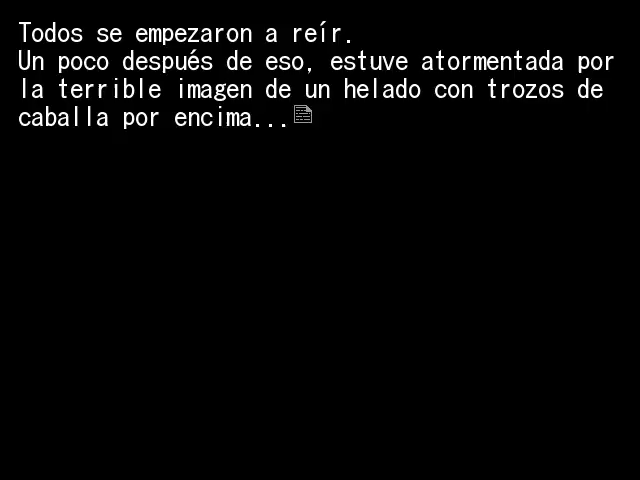 Todos se empezaron a reír.
Un poco después de eso, estuve atormentada por
la terrible imagen de un helado con trozos de
caballa por encima...